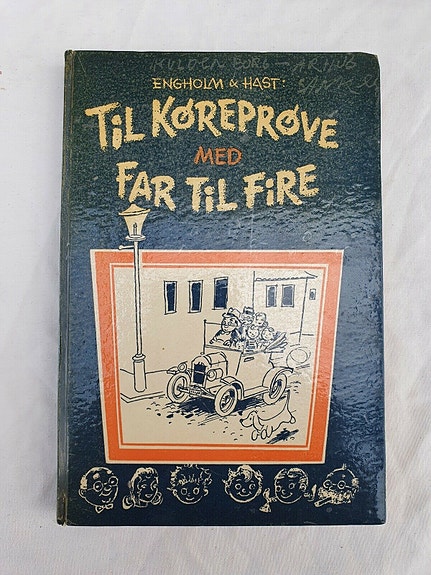 ENGHOLM & HAST:
TiL KØREPRØVE
MED
FAR TiL FiRE